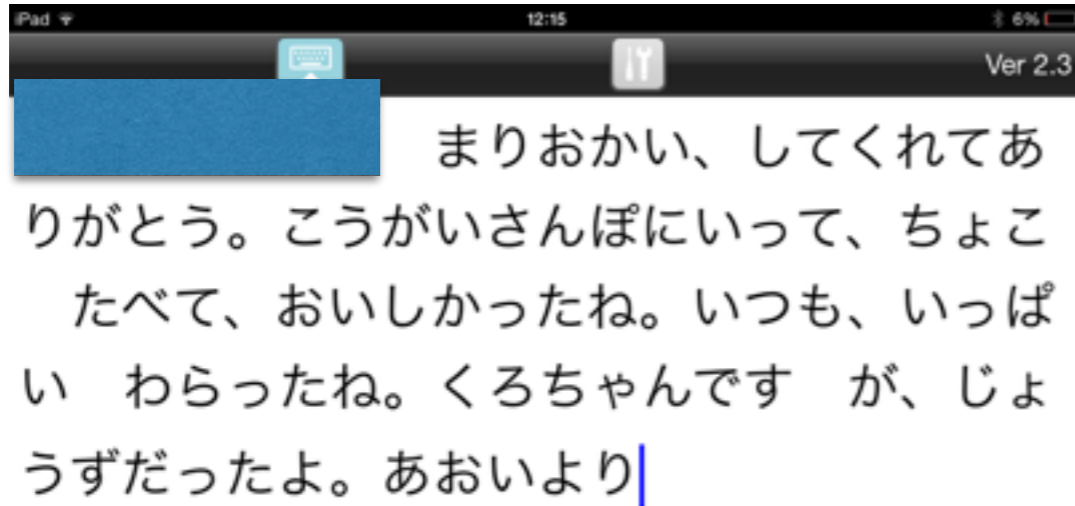 iPad 12:15 6%
Ver 2.3
まりおかい、してくれてあ
りがとう。こうがいさんぽにいって、ちょこ
　たべて、おいしかったね。いつも、いっぱ
い　わらったね。くろちゃんです　が、じょ
うずだったよ。あおいより